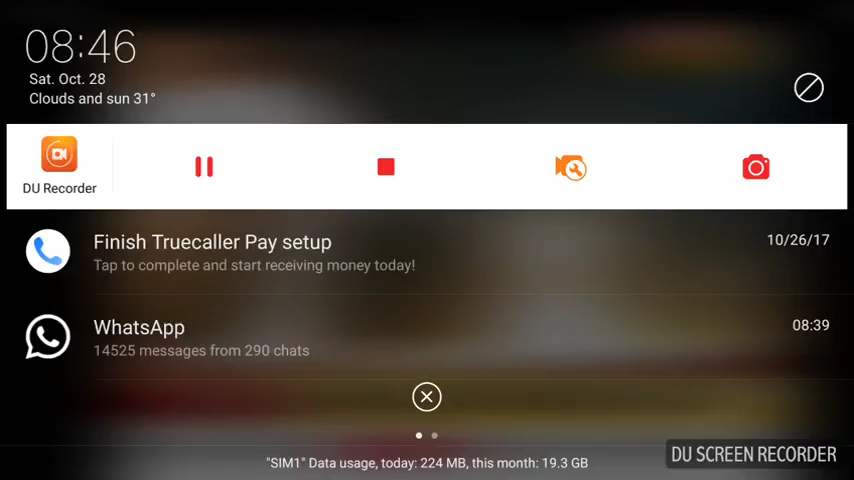 08:46
Sat. Oct. 28
Clouds and sun 31°
DU Recorder
Finish Truecaller Pay setup
10/26/17
Tap to complete and start receiving money today!
WhatsApp
08:39
14525 messages from 290 chats
"SIM1" Data usage, today: 224 MB, this month: 19.3 GB
DU SCREEN RECORDER